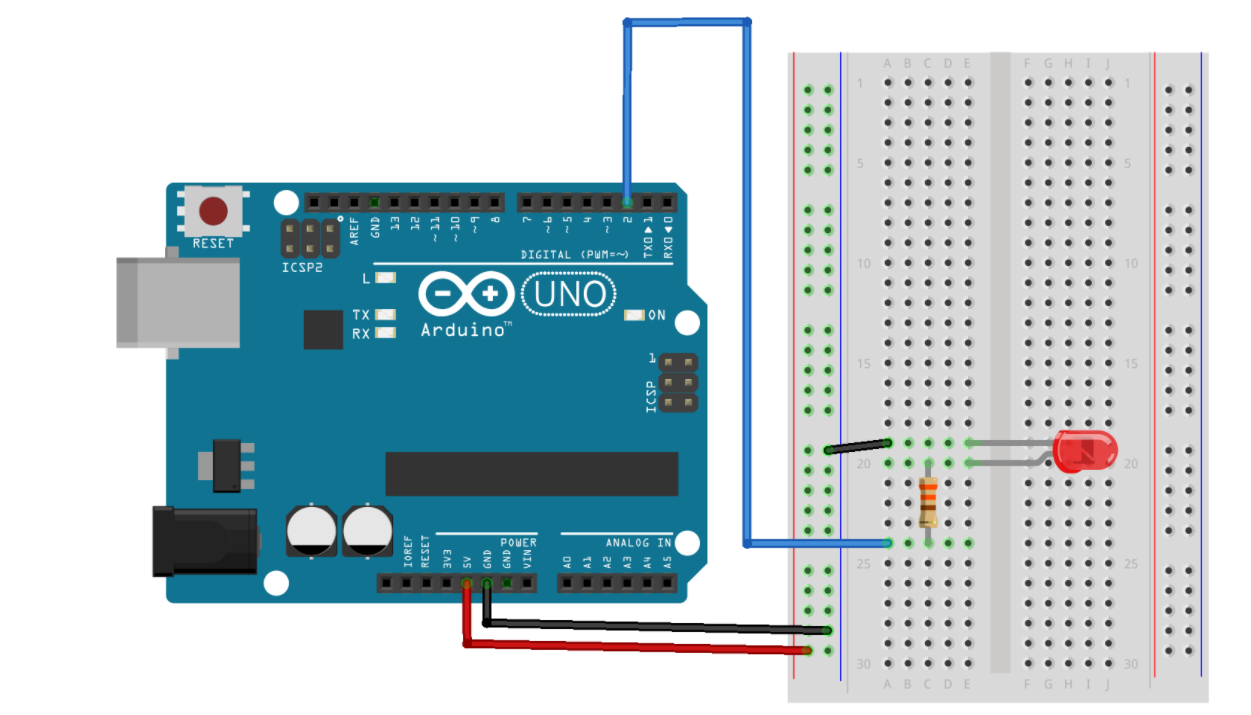 A B C D E F G H I J
1 1
RESET
AREF
GND
13
12
~11
~10
~9
8
7
~6
~5
4
~3
2
TX0▶1
RX0◀0
5 5
ICSP2
DIGITAL (PWM=~)
10 10
L
UNO
TX
RX
Arduino™
ON
1
ICSP
15 15
20 20
POWER
ANALOG IN
IOREF
RESET
3V3
5V
GND
GND
VIN
A0
A1
A2
A3
A4
A5
25 25
30 30
A B C D E F G H I J